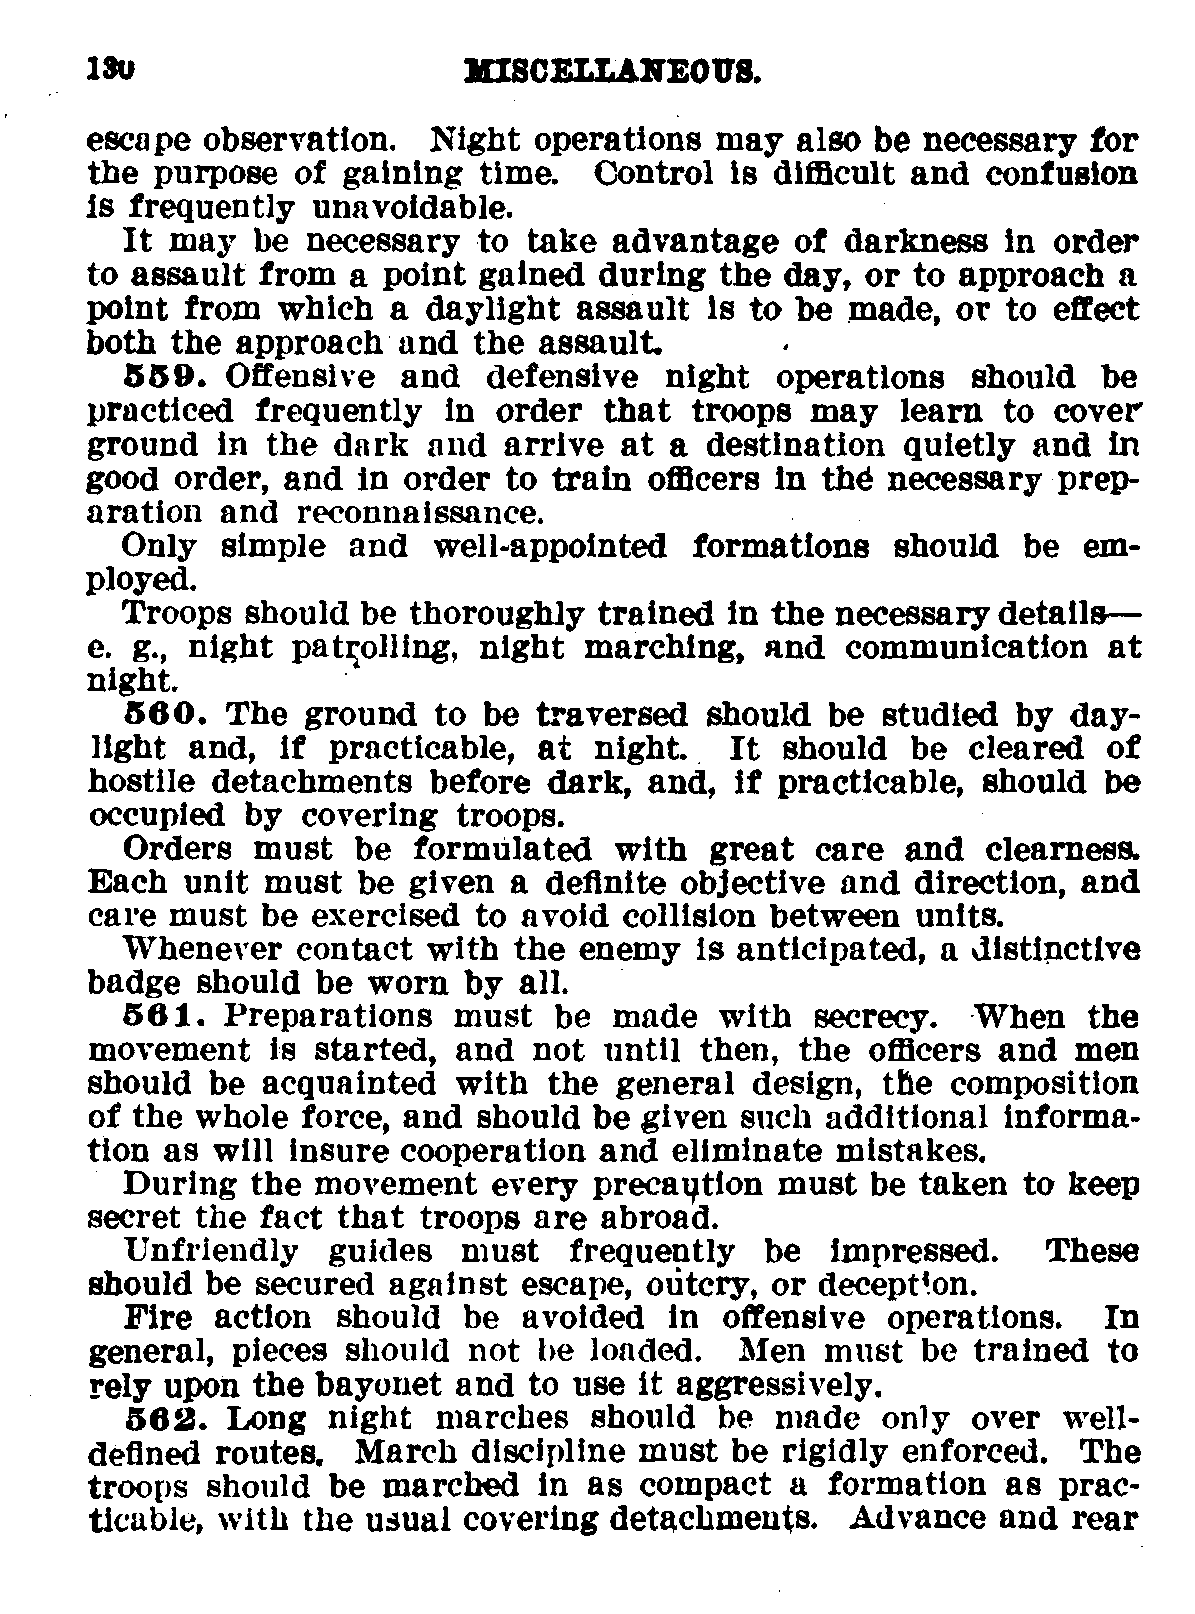 130 MISCELLANEOUS.
escape observation. Night operations may also be necessary for
the purpose of gaining time. Control is difficult and confusion
is frequently unavoidable.
It may be necessary to take advantage of darkness in order
to assault from a point gained during the day, or to approach a
point from which a daylight assault is to be made, or to effect
both the approach and the assault.
559. Offensive and defensive night operations should be
practiced frequently in order that troops may learn to cover
ground in the dark and arrive at a destination quietly and in
good order, and in order to train officers in the necessary prep-
aration and reconnaissance.
Only simple and well-appointed formations should be em-
ployed.
Troops should be thoroughly trained in the necessary details—
e. g., night patrolling, night marching, and communication at
night.
560. The ground to be traversed should be studied by day-
light and, if practicable, at night. It should be cleared of
hostile detachments before dark, and, if practicable, should be
occupied by covering troops.
Orders must be formulated with great care and clearness.
Each unit must be given a definite objective and direction, and
care must be exercised to avoid collision between units.
Whenever contact with the enemy is anticipated, a distinctive
badge should be worn by all.
561. Preparations must be made with secrecy. When the
movement is started, and not until then, the officers and men
should be acquainted with the general design, the composition
of the whole force, and should be given such additional informa-
tion as will insure cooperation and eliminate mistakes.
During the movement every precaution must be taken to keep
secret the fact that troops are abroad.
Unfriendly guides must frequently be impressed. These
should be secured against escape, outcry, or deception.
Fire action should be avoided in offensive operations. In
general, pieces should not be loaded. Men must be trained to
rely upon the bayonet and to use it aggressively.
562. Long night marches should be made only over well-
defined routes. March discipline must be rigidly enforced. The
troops should be marched in as compact a formation as prac-
ticable, with the usual covering detachments. Advance and rear